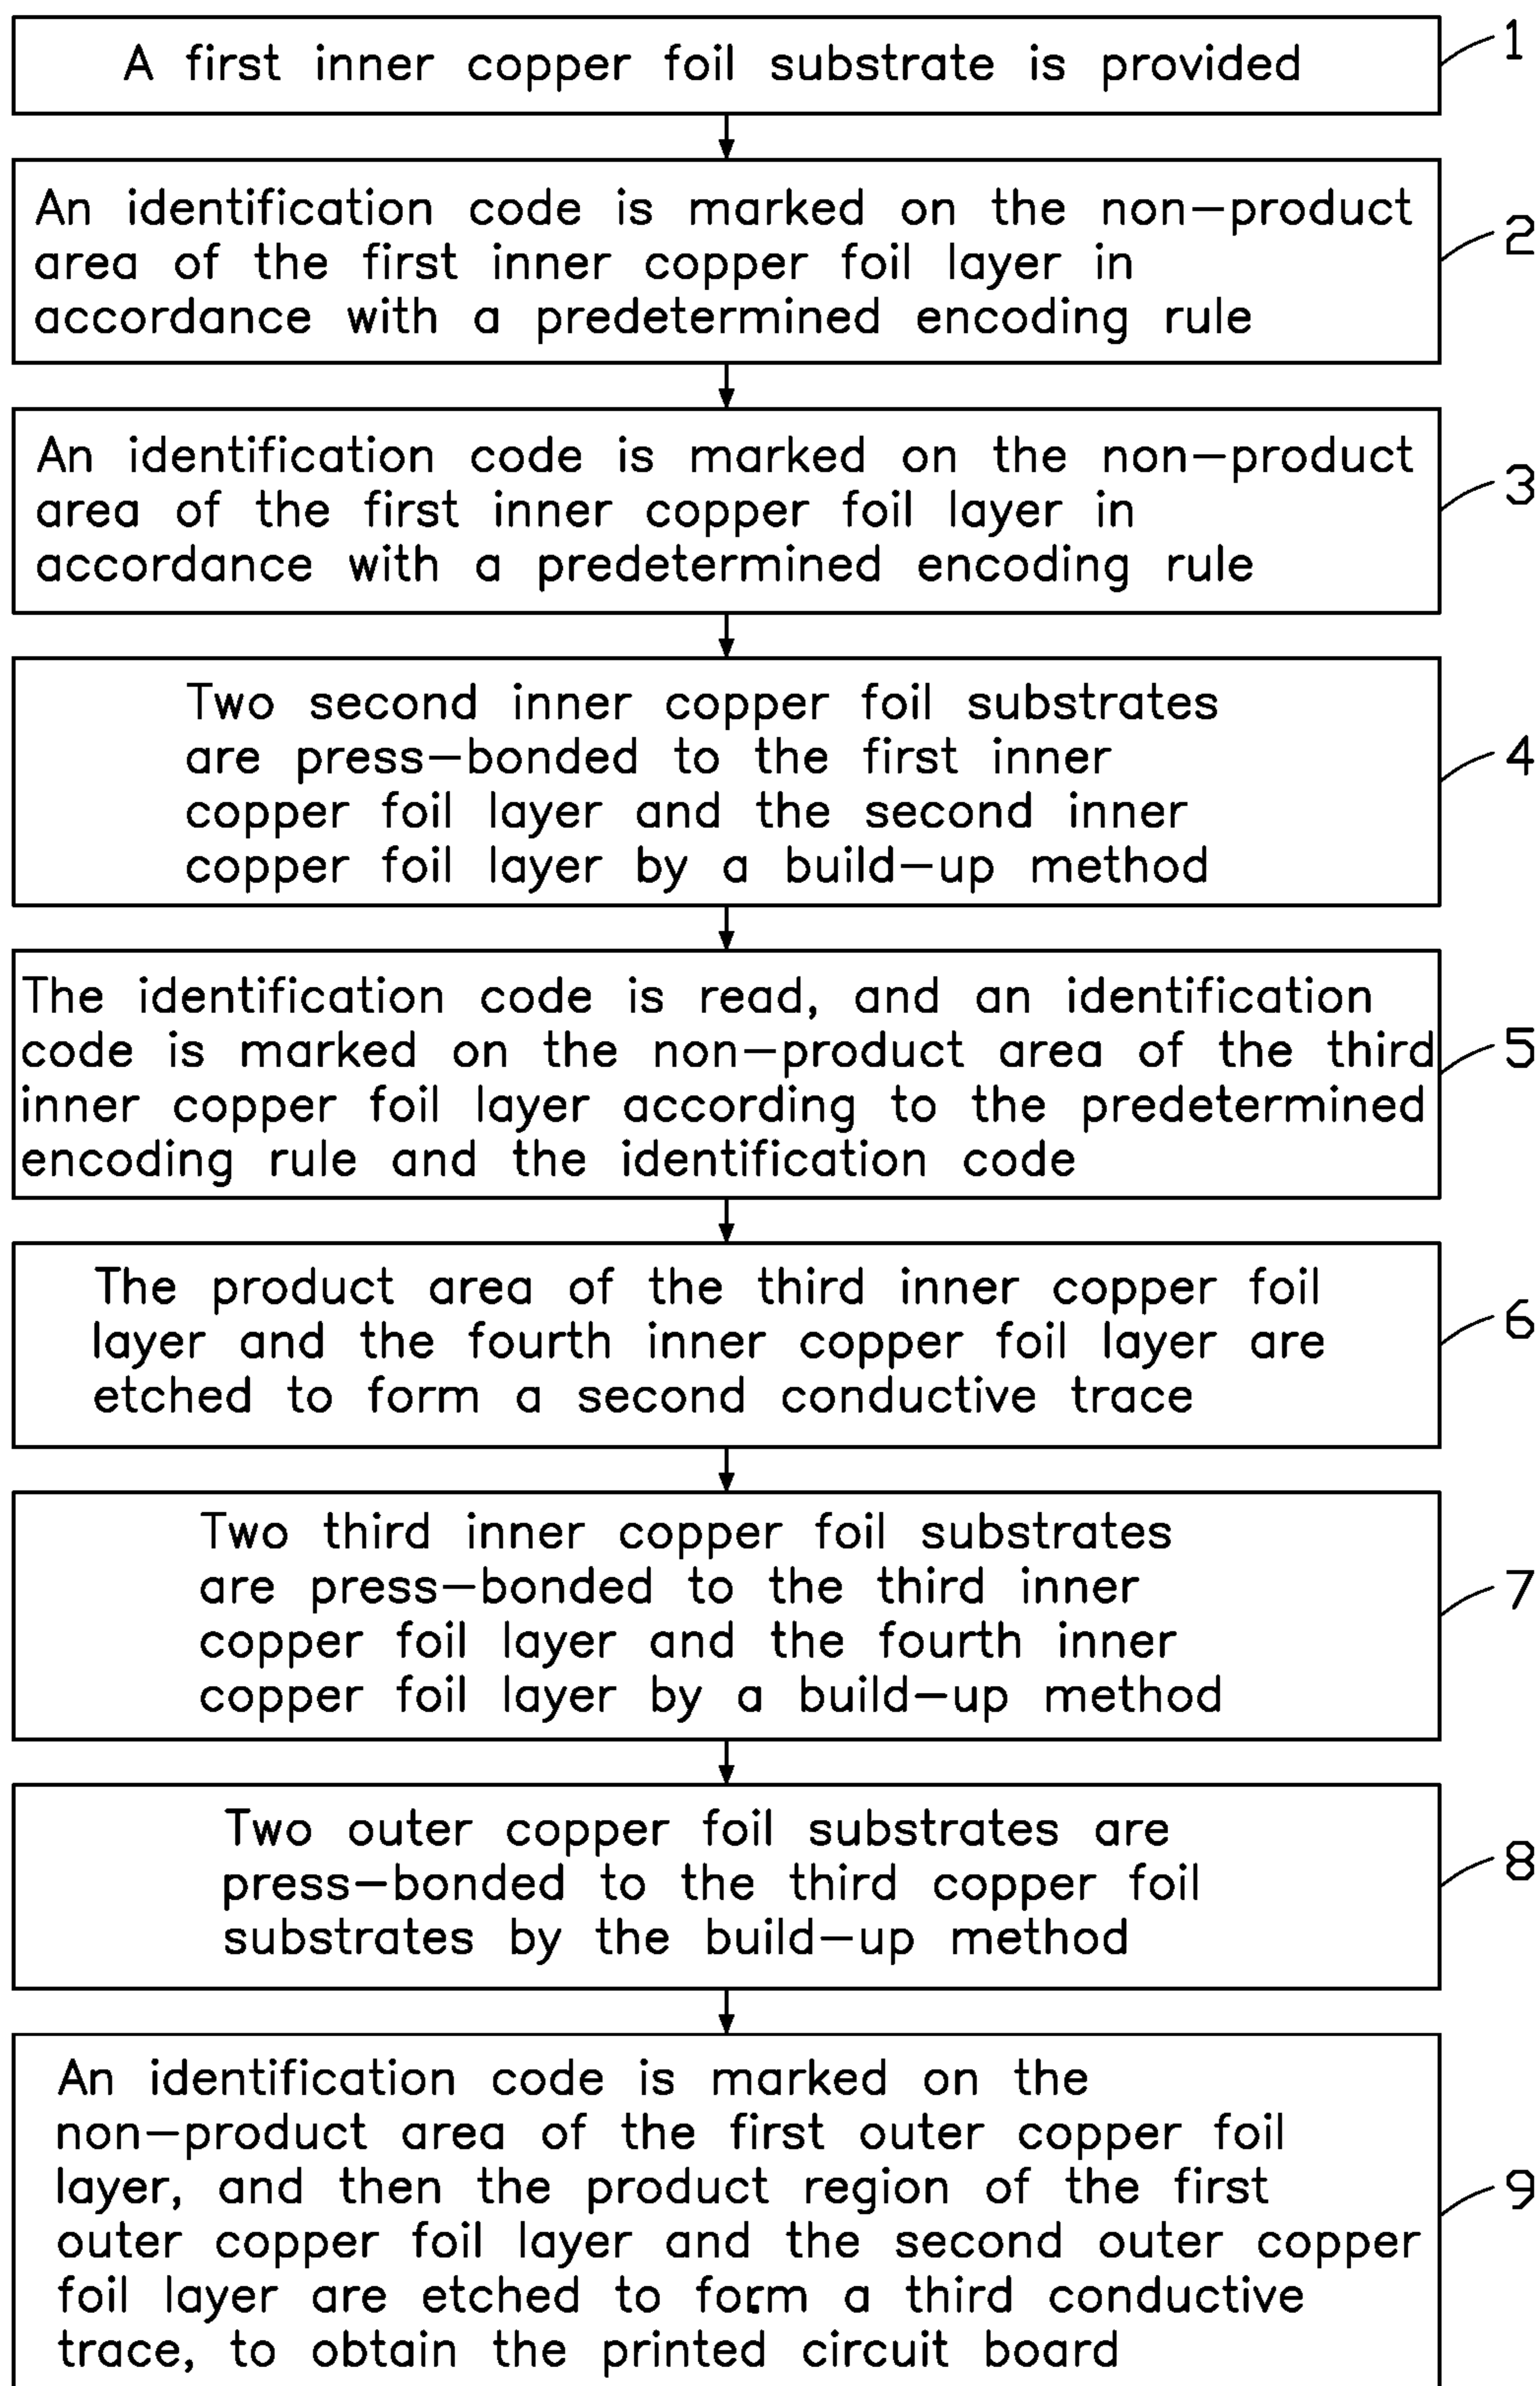 A first inner copper foil substrate is provided
1
An identification code is marked on the non-product
area of the first inner copper foil layer in
accordance with a predetermined encoding rule
2
An identification code is marked on the non-product
area of the first inner copper foil layer in
accordance with a predetermined encoding rule
3
Two second inner copper foil substrates
are press-bonded to the first inner
copper foil layer and the second inner
copper foil layer by a build-up method
4
The identification code is read, and an identification
code is marked on the non-product area of the third
inner copper foil layer according to the predetermined
encoding rule and the identification code
5
The product area of the third inner copper foil
layer and the fourth inner copper foil layer are
etched to form a second conductive trace
6
Two third inner copper foil substrates
are press-bonded to the third inner
copper foil layer and the fourth inner
copper foil layer by a build-up method
7
Two outer copper foil substrates are
press-bonded to the third copper foil
substrates by the build-up method
8
An identification code is marked on the
non-product area of the first outer copper foil
layer, and then the product region of the first
outer copper foil layer and the second outer copper
foil layer are etched to form a third conductive
trace, to obtain the printed circuit board
9